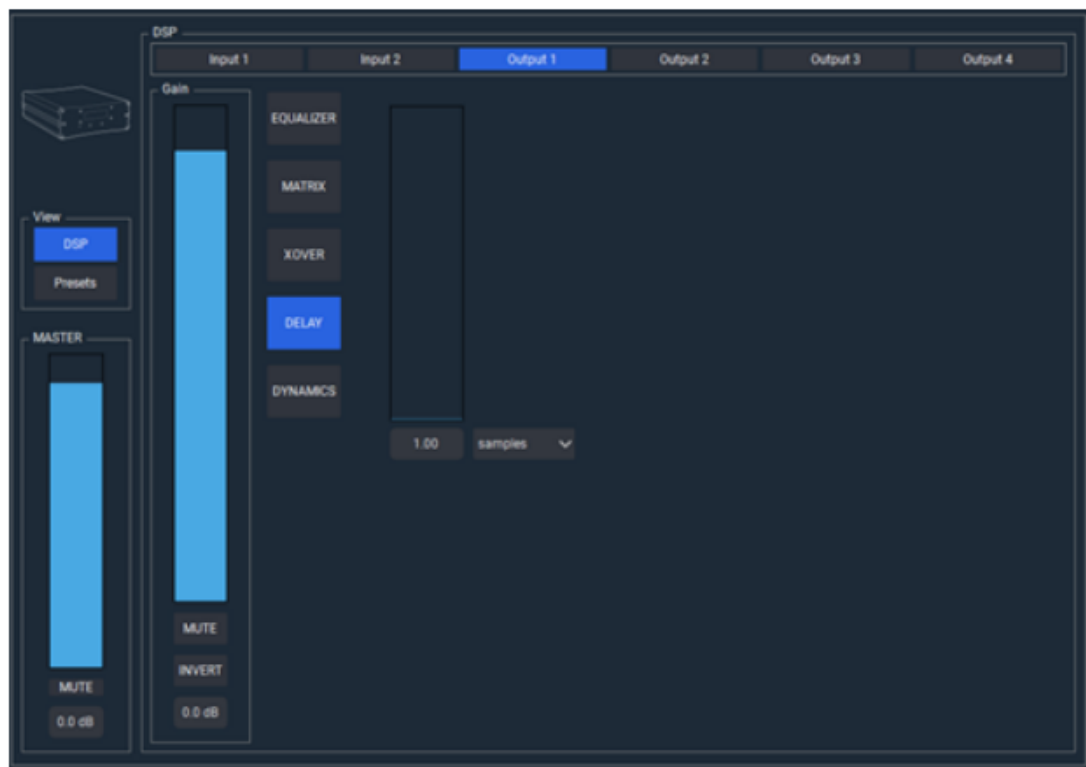 DSP
Input 1 Input 2 Output 1 Output 2 Output 3 Output 4
Gain
EQUALIZER
MATRIX
XOVER
DELAY
DYNAMICS
1.00 samples
MUTE
INVERT
0.0 dB
View
DSP
Presets
MASTER
MUTE
0.0 dB